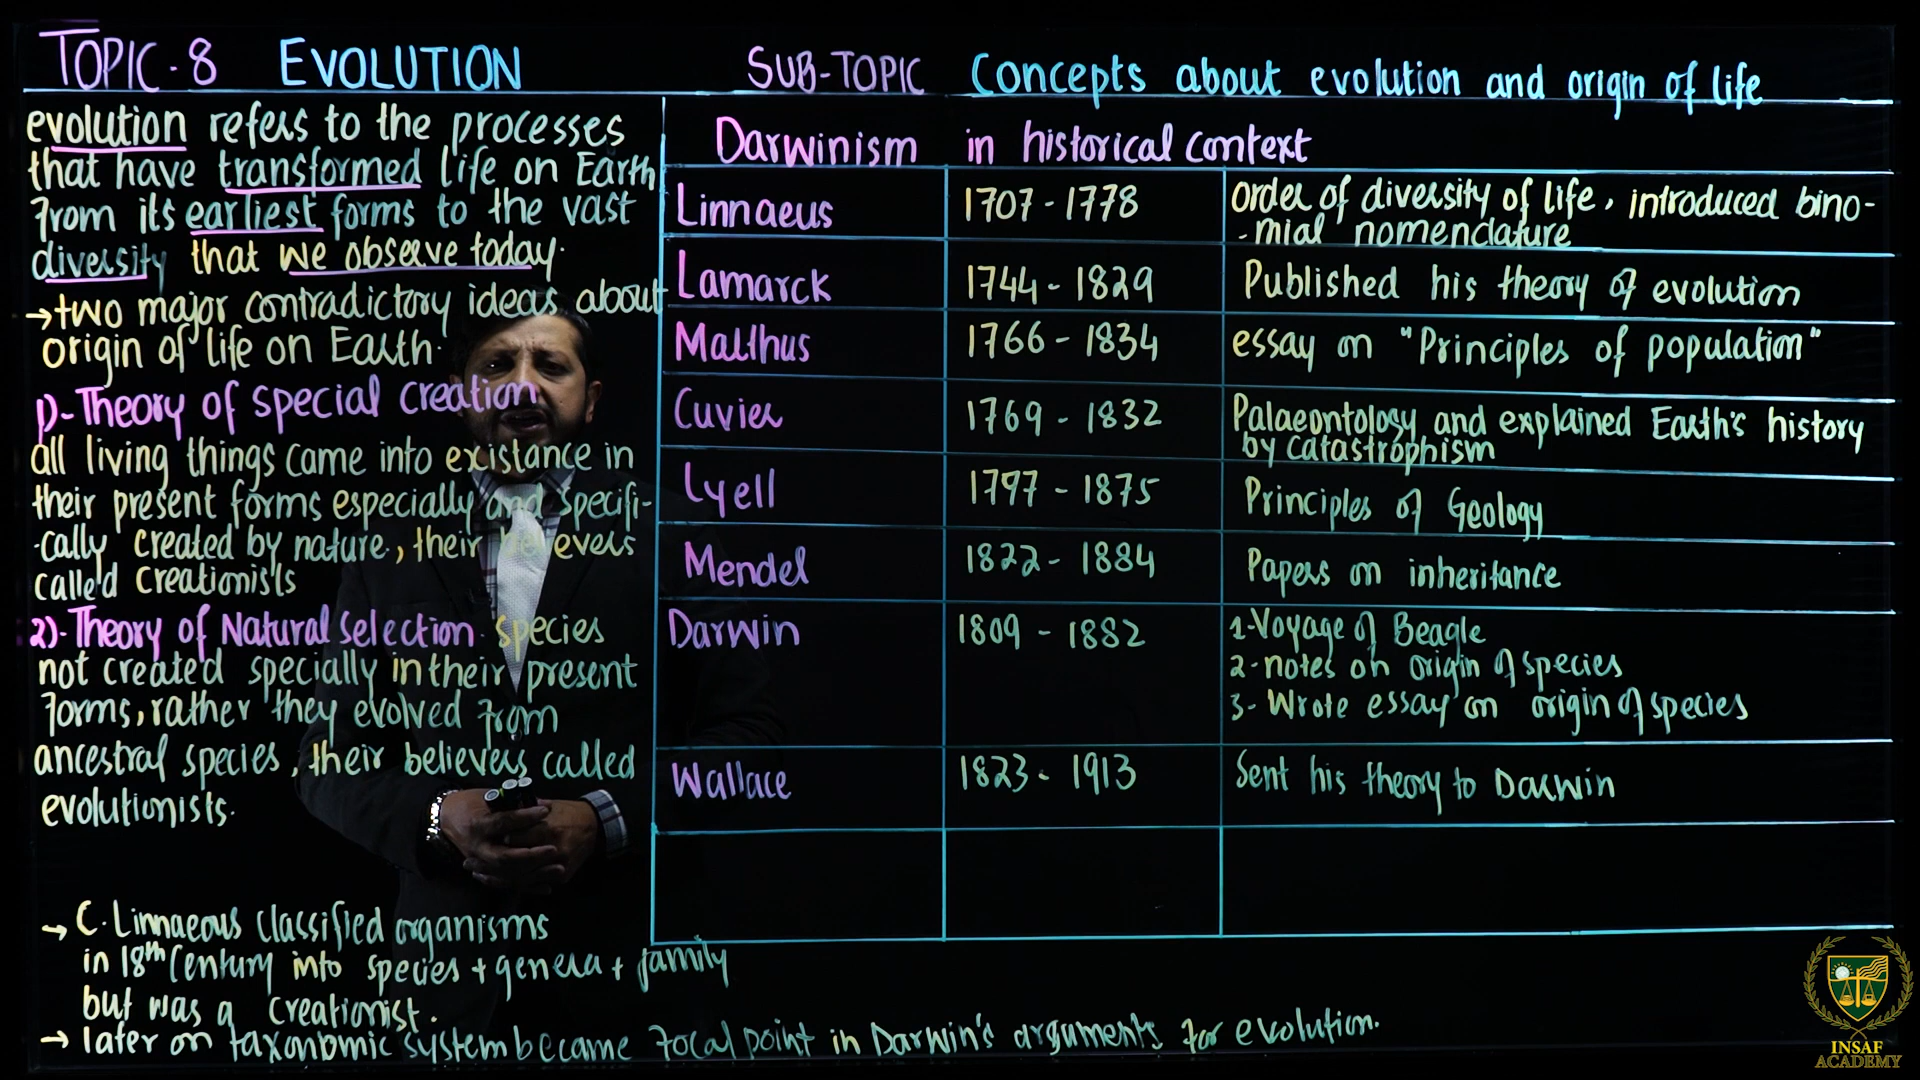 TOPIC-8 EVOLUTION SUB-TOPIC Concepts about evolution and origin of life
evolution refers to the processes
that have transformed life on Earth
from its earliest forms to the vast
diversity that we observe today.
→ two major contradictory ideas about
origin of life on Earth.
1)- Theory of special creation
all living things came into existance in
their present forms especially and specifi-
-cally created by nature, their believers
called creationists
2)- Theory of Natural selection. species
not created specially in their present
forms, rather they evolved from
ancestral species, their believers called
evolutionists.
→ C. Linnaeous classified organisms
in 18th Century into species + genera + family
but was a creationist.
→ later on taxonomic system became focal point in Darwin's arguments for evolution.
Darwinism in historical context
Linnaeus 1707 - 1778 order of diversity of life, introduced bino-
-mial nomenclature
Lamarck 1744 - 1829 Published his theory of evolution
Malthus 1766 - 1834 essay on "Principles of population"
Cuvier 1769 - 1832 Palaeontology and explained Earth's history
by catastrophism
Lyell 1797 - 1875 Principles of Geology
Mendel 1822 - 1884 Papers on inheritance
Darwin 1809 - 1882 1-Voyage of Beagle
2-notes on origin of species
3- Wrote essay on origin of species
Wallace 1823 - 1913 Sent his theory to Darwin
INSAF
ACADEMY